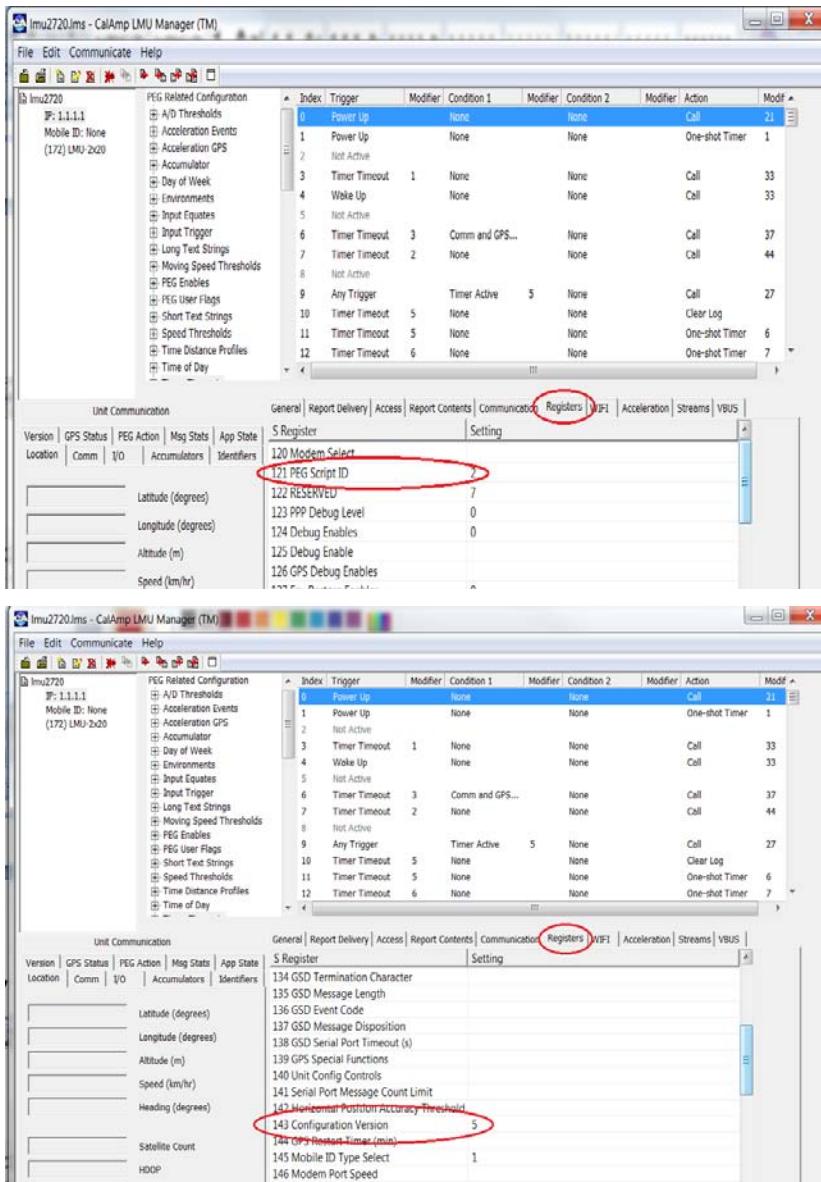 lmu2720.lms - CalAmp LMU Manager (TM)
File Edit Communicate Help
lmu2720
IF: 1.1.1.1
Mobile ID: None
(172) LMU-2x20
PEG Related Configuration
A/D Thresholds
Acceleration Events
Acceleration GPS
Accumulator
Day of Week
Environments
Input Equates
Input Trigger
Long Text Strings
Moving Speed Thresholds
PEG Enables
PEG User Flags
Short Text Strings
Speed Thresholds
Time Distance Profiles
Time of Day
Index Trigger Modifier Condition 1 Modifier Condition 2 Modifier Action Modif
0 Power Up None None Call 21
1 Power Up None None One-shot Timer 1
2 Not Active
3 Timer Timeout 1 None None Call 33
4 Wake Up None None Call 33
5 Not Active
6 Timer Timeout 3 Comm and GPS... None Call 37
7 Timer Timeout 2 None None Call 44
8 Not Active
9 Any Trigger Timer Active 5 None Call 27
10 Timer Timeout 5 None None Clear Log
11 Timer Timeout 5 None None One-shot Timer 6
12 Timer Timeout 6 None None One-shot Timer 7
Unit Communication
Version GPS Status PEG Action Msg Stats App State
Location Comm I/O Accumulators Identifiers
Latitude (degrees)
Longitude (degrees)
Altitude (m)
Speed (km/hr)
General Report Delivery Access Report Contents Communication Registers WIFI Acceleration Streams VBUS
S Register Setting
120 Modem Select
121 PEG Script ID 2
122 RESERVED 7
123 PPP Debug Level 0
124 Debug Enables 0
125 Debug Enable
126 GPS Debug Enables
lmu2720.lms - CalAmp LMU Manager (TM)
File Edit Communicate Help
lmu2720
IF: 1.1.1.1
Mobile ID: None
(172) LMU-2x20
PEG Related Configuration
A/D Thresholds
Acceleration Events
Acceleration GPS
Accumulator
Day of Week
Environments
Input Equates
Input Trigger
Long Text Strings
Moving Speed Thresholds
PEG Enables
PEG User Flags
Short Text Strings
Speed Thresholds
Time Distance Profiles
Time of Day
Index Trigger Modifier Condition 1 Modifier Condition 2 Modifier Action Modif
0 Power Up None None Call 21
1 Power Up None None One-shot Timer 1
2 Not Active
3 Timer Timeout 1 None None Call 33
4 Wake Up None None Call 33
5 Not Active
6 Timer Timeout 3 Comm and GPS... None Call 37
7 Timer Timeout 2 None None Call 44
8 Not Active
9 Any Trigger Timer Active 5 None Call 27
10 Timer Timeout 5 None None Clear Log
11 Timer Timeout 5 None None One-shot Timer 6
12 Timer Timeout 6 None None One-shot Timer 7
Unit Communication
Version GPS Status PEG Action Msg Stats App State
Location Comm I/O Accumulators Identifiers
Latitude (degrees)
Longitude (degrees)
Altitude (m)
Speed (km/hr)
Heading (degrees)
Satellite Count
HDOP
General Report Delivery Access Report Contents Communication Registers WIFI Acceleration Streams VBUS
S Register Setting
134 GSD Termination Character
135 GSD Message Length
136 GSD Event Code
137 GSD Message Disposition
138 GSD Serial Port Timeout (s)
139 GPS Special Functions
140 Unit Config Controls
141 Serial Port Message Count Limit
142 Horizontal Position Accuracy Threshold
143 Configuration Version 5
144 GPS Restart Timer (min)
145 Mobile ID Type Select 1
146 Modem Port Speed